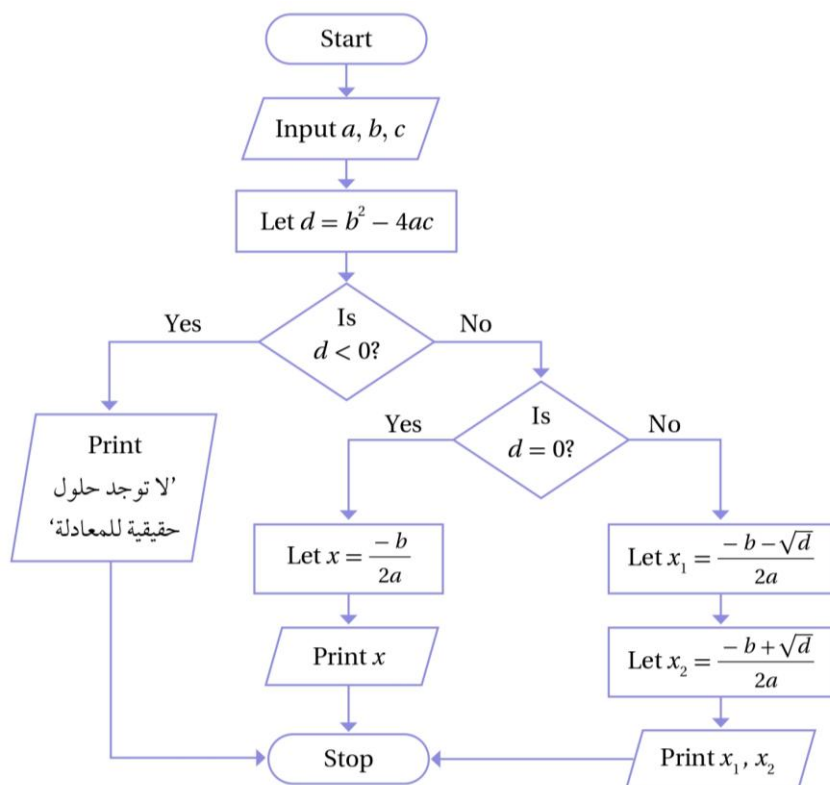 Start
Input a, b, c
Let d = b² − 4ac
Is
d < 0?
Yes
No
Print
’لا توجد حلول
حقيقية للمعادلة‘
Is
d = 0?
Yes
No
Let x = −b / 2a
Print x
Let x₁ = (−b − √d) / 2a
Let x₂ = (−b + √d) / 2a
Print x₁, x₂
Stop